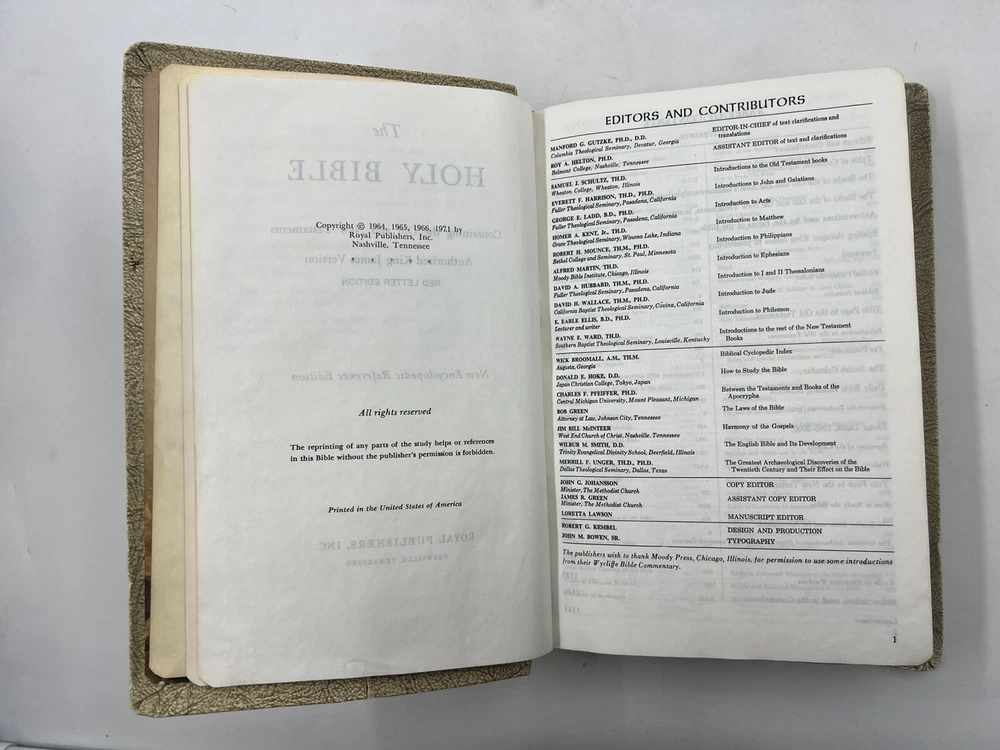 The
HOLY BIBLE
Copyright © 1964, 1965, 1966, 1971 by
Royal Publishers, Inc.
Nashville, Tennessee
Authorized King James Version
RED LETTER EDITION
New Encyclopedic Reference Edition
All rights reserved
The reprinting of any parts of the study helps or references
in this Bible without the publisher's permission is forbidden.
Printed in the United States of America
ROYAL PUBLISHERS, INC.
NASHVILLE, TENNESSEE
EDITORS AND CONTRIBUTORS
MANFORD G. GUTZKE, PH.D., D.D.
Columbia Theological Seminary, Decatur, Georgia
EDITOR-IN-CHIEF of text clarifications and
translations
ROY A. HELTON, PH.D.
Belmont College, Nashville, Tennessee
ASSISTANT EDITOR of text and clarifications
SAMUEL J. SCHULTZ, TH.D.
Wheaton College, Wheaton, Illinois
Introductions to the Old Testament books
EVERETT F. HARRISON, TH.D., PH.D.
Fuller Theological Seminary, Pasadena, California
Introductions to John and Galatians
GEORGE E. LADD, B.D., PH.D.
Fuller Theological Seminary, Pasadena, California
Introduction to Acts
HOMER A. KENT, Jr., TH.D.
Grace Theological Seminary, Winona Lake, Indiana
Introduction to Matthew
ROBERT H. MOUNCE, TH.M., PH.D.
Bethel College and Seminary, St. Paul, Minnesota
Introduction to Philippians
ALFRED MARTIN, TH.D.
Moody Bible Institute, Chicago, Illinois
Introduction to Ephesians
DAVID A. HUBBARD, TH.M., PH.D.
Fuller Theological Seminary, Pasadena, California
Introduction to I and II Thessalonians
DAVID H. WALLACE, TH.M., PH.D.
California Baptist Theological Seminary, Covina, California
Introduction to Jude
E. EARLE ELLIS, B.D., PH.D.
Lecturer and writer
Introduction to Philemon
WAYNE E. WARD, TH.D.
Southern Baptist Theological Seminary, Louisville, Kentucky
Introductions to the rest of the New Testament
Books
WICK BROOMALL, A.M., TH.M.
Augusta, Georgia
Biblical Cyclopedic Index
DONALD E. HOKE, D.D.
Japan Christian College, Tokyo, Japan
How to Study the Bible
CHARLES F. PFEIFFER, PH.D.
Central Michigan University, Mount Pleasant, Michigan
Between the Testaments and Books of the
Apocrypha
BOB GREEN
Attorney at Law, Johnson City, Tennessee
The Laws of the Bible
JIM BILL McINTEER
West End Church of Christ, Nashville, Tennessee
Harmony of the Gospels
WILBUR M. SMITH, D.D.
Trinity Evangelical Divinity School, Deerfield, Illinois
The English Bible and Its Development
MERRILL F. UNGER, TH.D., PH.D.
Dallas Theological Seminary, Dallas, Texas
The Greatest Archaeological Discoveries of the
Twentieth Century and Their Effect on the Bible
JOHN G. JOHANSSON
Minister, The Methodist Church
COPY EDITOR
JAMES R. GREEN
Minister, The Methodist Church
ASSISTANT COPY EDITOR
LORETTA LAWSON
MANUSCRIPT EDITOR
ROBERT G. KEMBEL
DESIGN AND PRODUCTION
JOHN M. BOWEN, SR.
TYPOGRAPHY
The publishers wish to thank Moody Press, Chicago, Illinois, for permission to use some introductions
from their Wycliffe Bible Commentary.
1